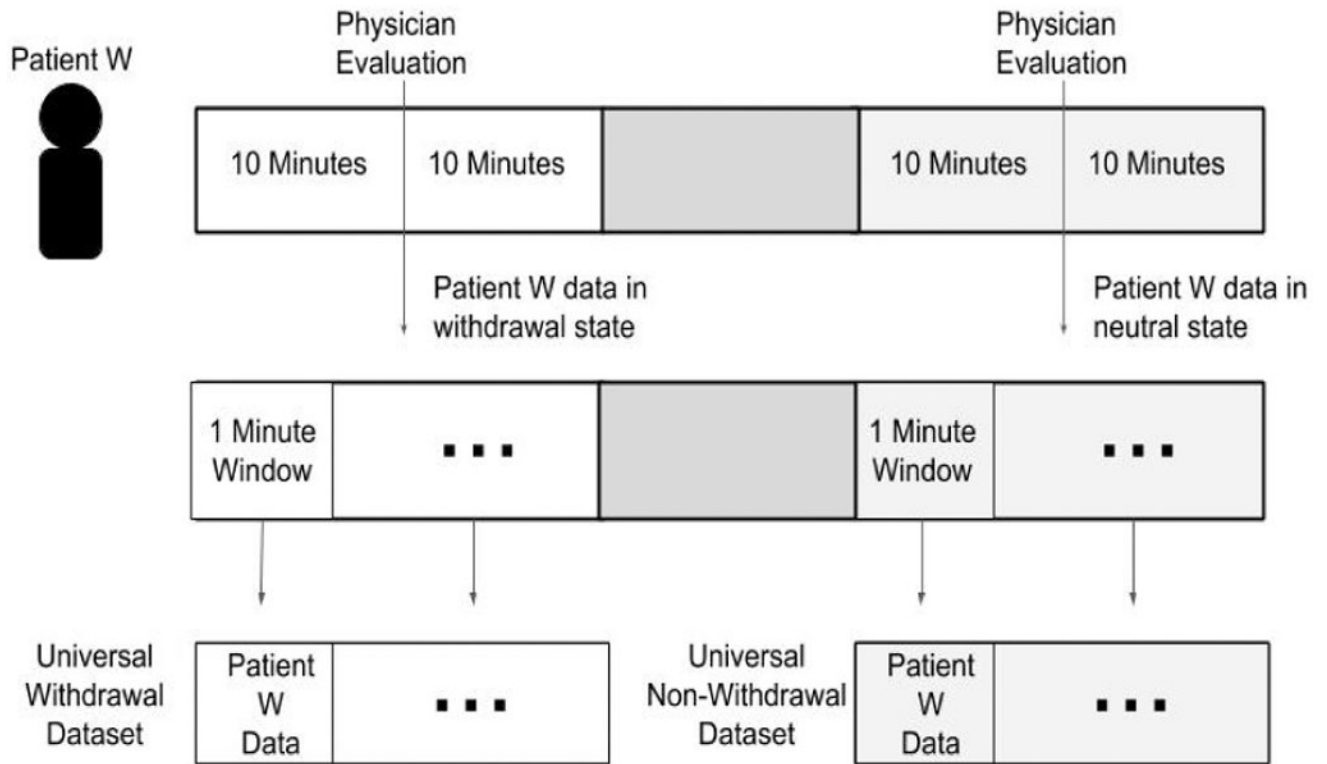 Patient W
Physician
Evaluation
Physician
Evaluation
10 Minutes
10 Minutes
10 Minutes
10 Minutes
Patient W data in
withdrawal state
Patient W data in
neutral state
1 Minute
Window
...
1 Minute
Window
...
Universal
Withdrawal
Dataset
Patient
W
Data
...
Universal
Non-Withdrawal
Dataset
Patient
W
Data
...